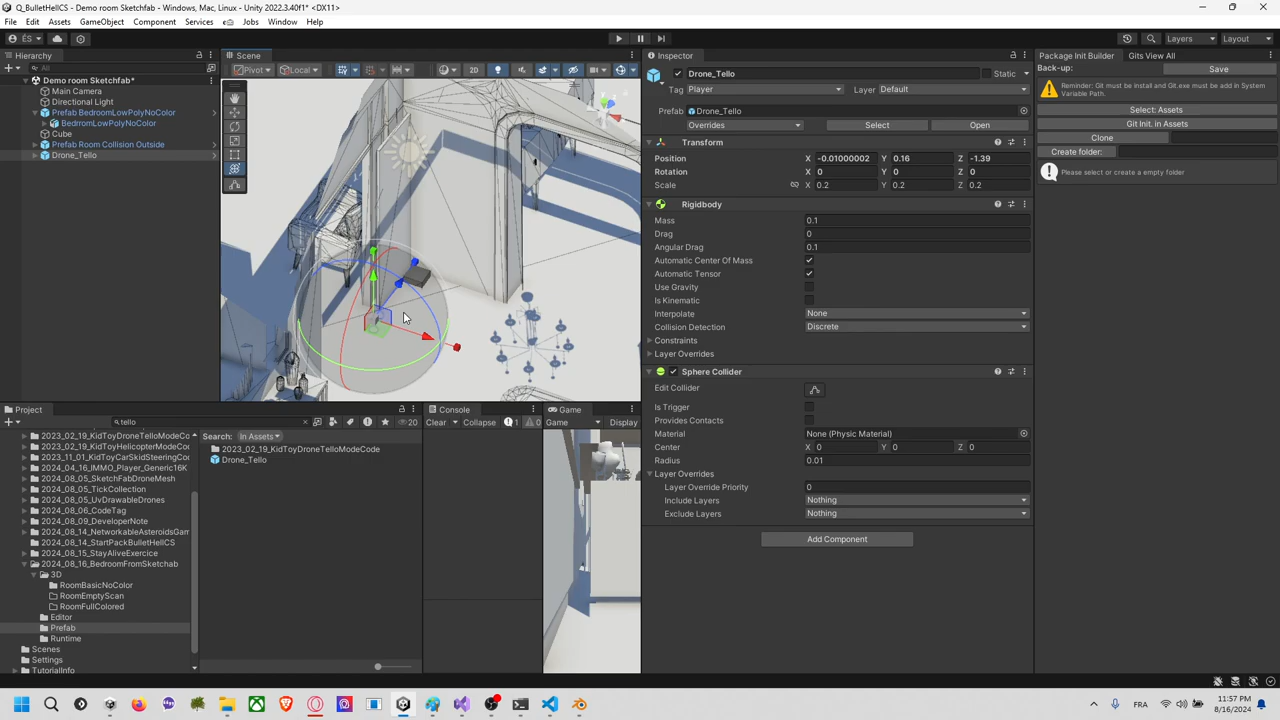 Q_BulletHellCS - Demo room Sketchfab* - Windows, Mac, Linux - Unity 2022.3.40f1* <DX11>
File Edit Assets GameObject Component Services Jobs Window Help
ÉS Layers Layout
Hierarchy
All
Demo room Sketchfab*
Main Camera
Directional Light
Prefab BedroomLowPolyNoColor
BedrromLowPolyNoColor
Cube
Prefab Room Collision Outside
Drone_Tello
Scene
Pivot Local 2D
Inspector
Drone_Tello Static
Tag Player Layer Default
Prefab Drone_Tello
Overrides Select Open
Transform
Position X -0.01000002 Y 0.16 Z -1.39
Rotation X 0 Y 0 Z 0
Scale X 0.2 Y 0.2 Z 0.2
Rigidbody
Mass 0.1
Drag 0
Angular Drag 0.1
Automatic Center Of Mass
Automatic Tensor
Use Gravity
Is Kinematic
Interpolate None
Collision Detection Discrete
Constraints
Layer Overrides
Sphere Collider
Edit Collider
Is Trigger
Provides Contacts
Material None (Physic Material)
Center X 0 Y 0 Z 0
Radius 0.01
Layer Overrides
Layer Override Priority 0
Include Layers Nothing
Exclude Layers Nothing
Add Component
Package Init Builder Gits View All
Back-up: Save
Reminder: Git must be install and Git.exe must be add in System
Variable Path.
Select: Assets
Git Init. in Assets
Clone
Create folder:
Please select or create a empty folder
Project
tello 20
2023_02_19_KidToyDroneTelloModeCo
2023_02_19_KidToyHelicopterModeCod
2023_11_01_KidToyCarSkidSteeringCo
2024_04_16_IMMO_Player_Generic16K
2024_08_05_SketchFabDroneMesh
2024_08_05_TickCollection
2024_08_05_UvDrawableDrones
2024_08_06_CodeTag
2024_08_09_DeveloperNote
2024_08_14_NetworkableAsteroidsGam
2024_08_14_StartPackBulletHellCS
2024_08_15_StayAliveExercice
2024_08_16_BedroomFromSketchab
3D
RoomBasicNoColor
RoomEmptyScan
RoomFullColored
Editor
Prefab
Runtime
Scenes
Settings
TutorialInfo
Search: In Assets
2023_02_19_KidToyDroneTelloModeCode
Drone_Tello
Console
Clear Collapse 1 0
Game
Game Display
FRA 11:57 PM
8/16/2024